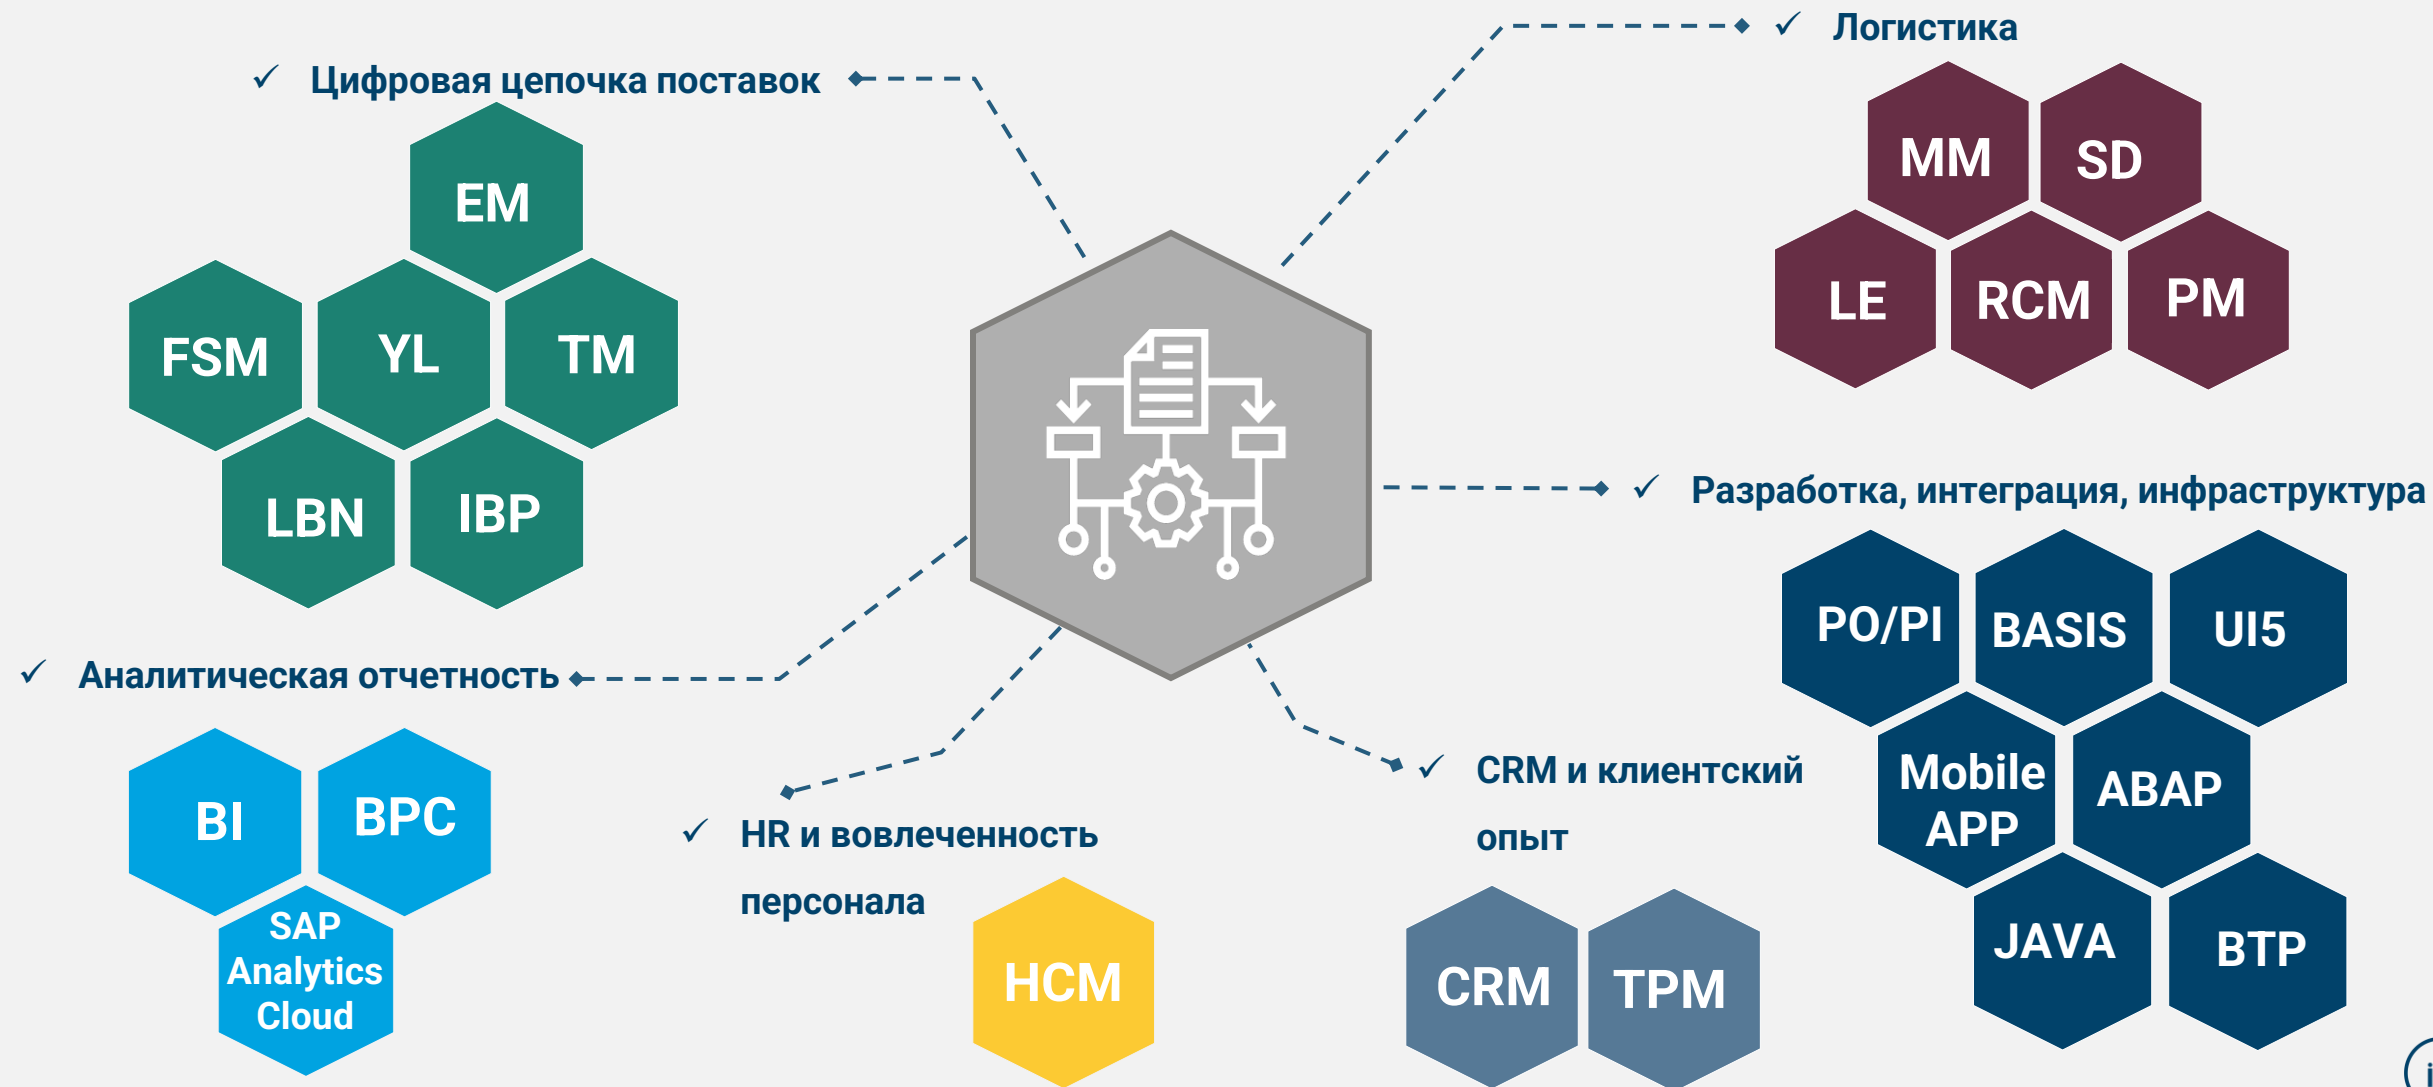 Цифровая цепочка поставок
EM
FSM
YL
TM
LBN
IBP
Логистика
MM
SD
LE
RCM
PM
Разработка, интеграция, инфраструктура
PO/PI
BASIS
UI5
Mobile
APP
ABAP
JAVA
BTP
Аналитическая отчетность
BI
BPC
SAP
Analytics
Cloud
HR и вовлеченность
персонала
HCM
CRM и клиентский
опыт
CRM
TPM